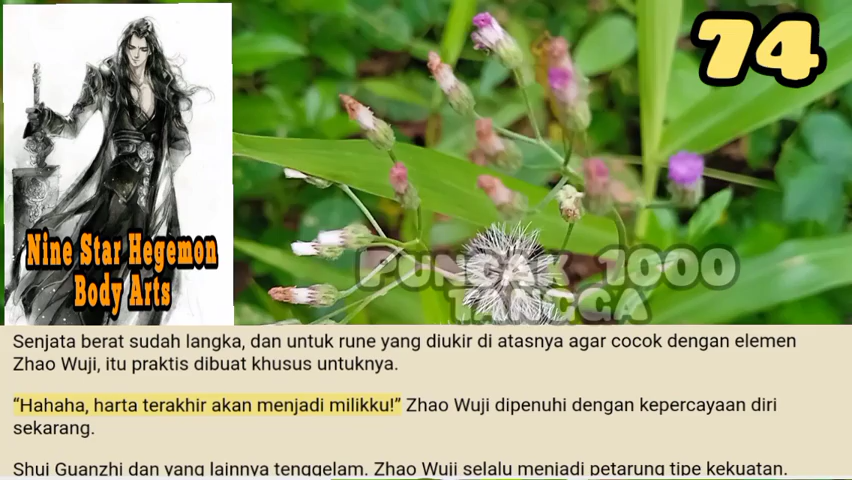 74
Nine Star Hegemon
Body Arts
PUNCAK 1000
TANGGA
Senjata berat sudah langka, dan untuk rune yang diukir di atasnya agar cocok dengan elemen
Zhao Wuji, itu praktis dibuat khusus untuknya.
“Hahaha, harta terakhir akan menjadi milikku!” Zhao Wuji dipenuhi dengan kepercayaan diri
sekarang.
Shui Guanzhi dan yang lainnya tenggelam. Zhao Wuji selalu menjadi petarung tipe kekuatan.